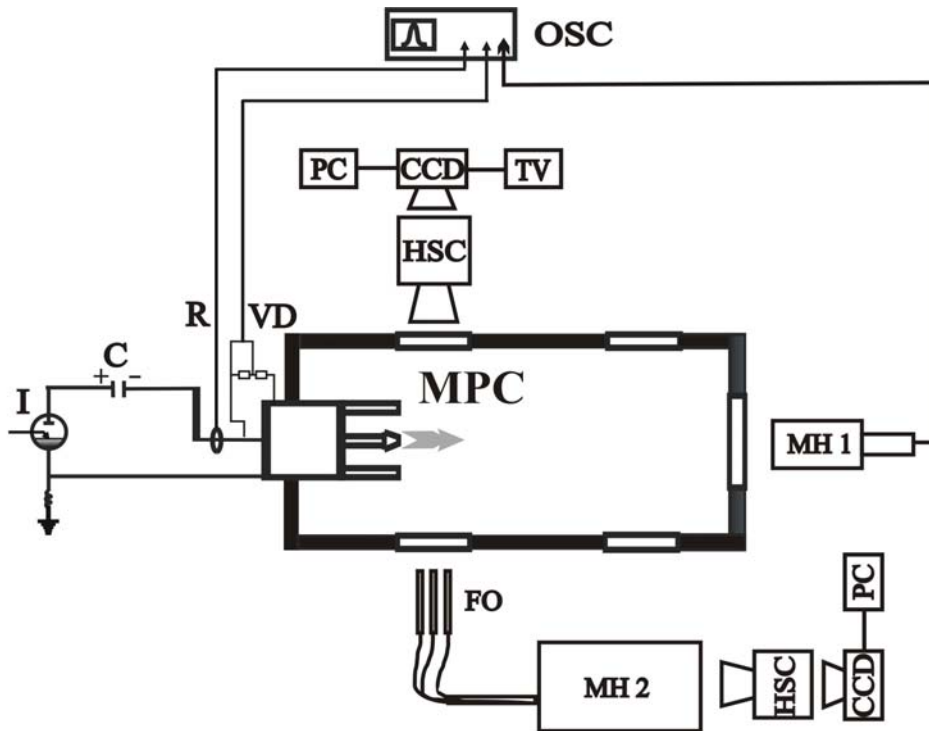 OSC
PC CCD TV
HSC
R VD
C
+ -
I
MPC
MH 1
FO
PC
MH 2
HSC
CCD